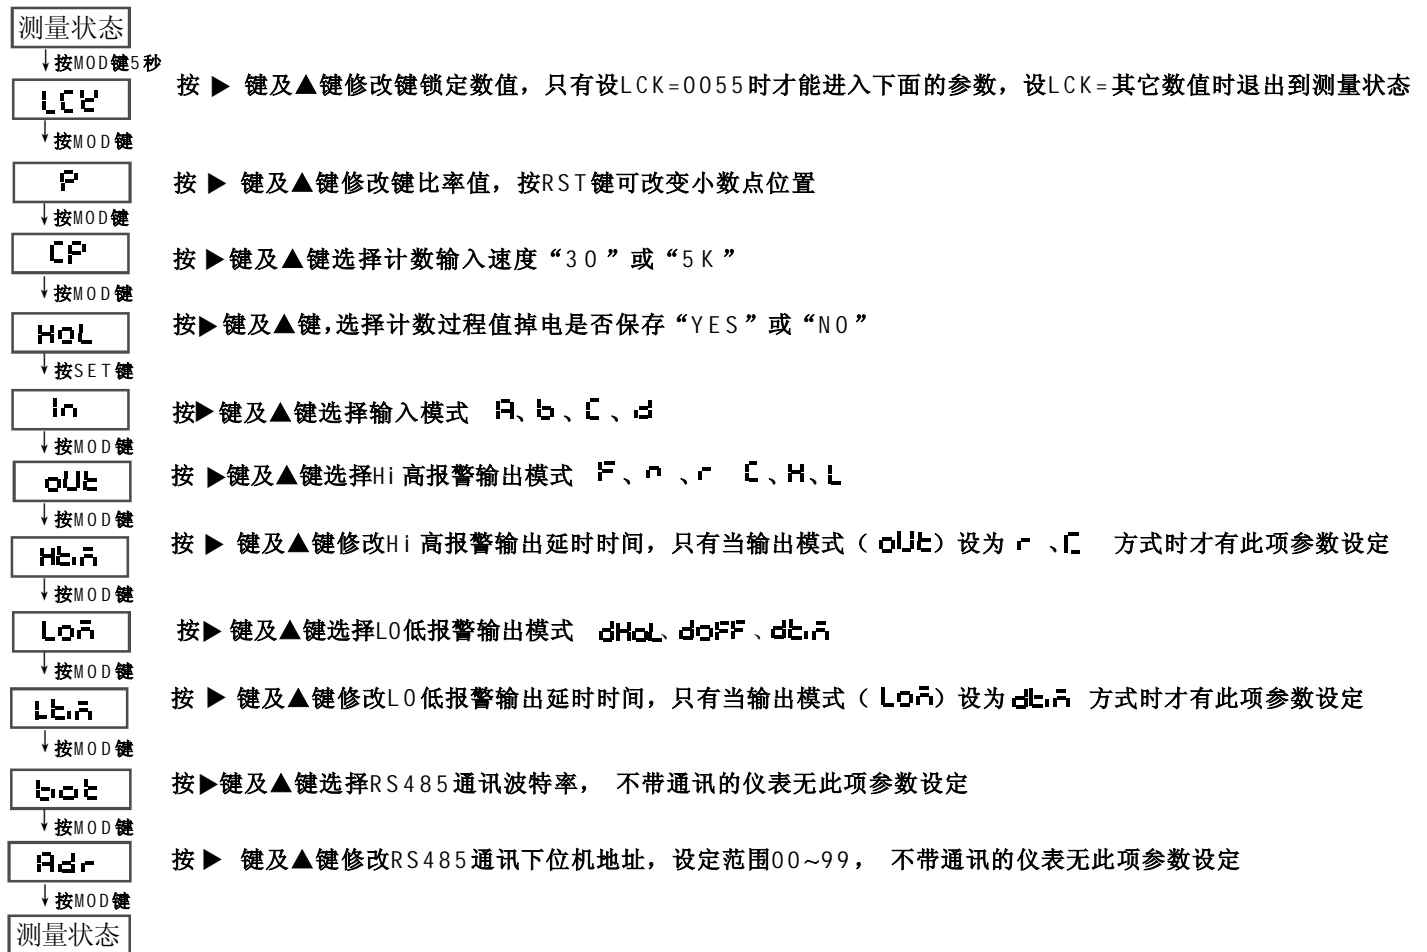 测量状态
按MOD键5秒
LCK
按 ▶ 键及▲键修改键锁定数值，只有设LCK=0055时才能进入下面的参数，设LCK=其它数值时退出到测量状态
按MOD键
P
按 ▶ 键及▲键修改键比率值，按RST键可改变小数点位置
按MOD键
CP
按 ▶键及▲键选择计数输入速度“30”或“5K”
按MOD键
HoL
按▶键及▲键，选择计数过程值掉电是否保存“YES”或“NO”
按SET键
In
按▶键及▲键选择输入模式 A、b、C、d
按MOD键
oUt
按 ▶键及▲键选择Hi高报警输出模式 F、n、r C、H、L
按MOD键
Htim
按 ▶ 键及▲键修改Hi高报警输出延时时间，只有当输出模式（oUt）设为 r 、C 方式时才有此项参数设定
按MOD键
Lom
按▶ 键及▲键选择LO低报警输出模式 dHoL、doFF、dtim
按MOD键
Ltim
按 ▶ 键及▲键修改LO低报警输出延时时间，只有当输出模式（Lom）设为 dtim 方式时才有此项参数设定
按MOD键
bot
按▶键及▲键选择RS485通讯波特率， 不带通讯的仪表无此项参数设定
按MOD键
Adr
按 ▶ 键及▲键修改RS485通讯下位机地址，设定范围00~99， 不带通讯的仪表无此项参数设定
按MOD键
测量状态